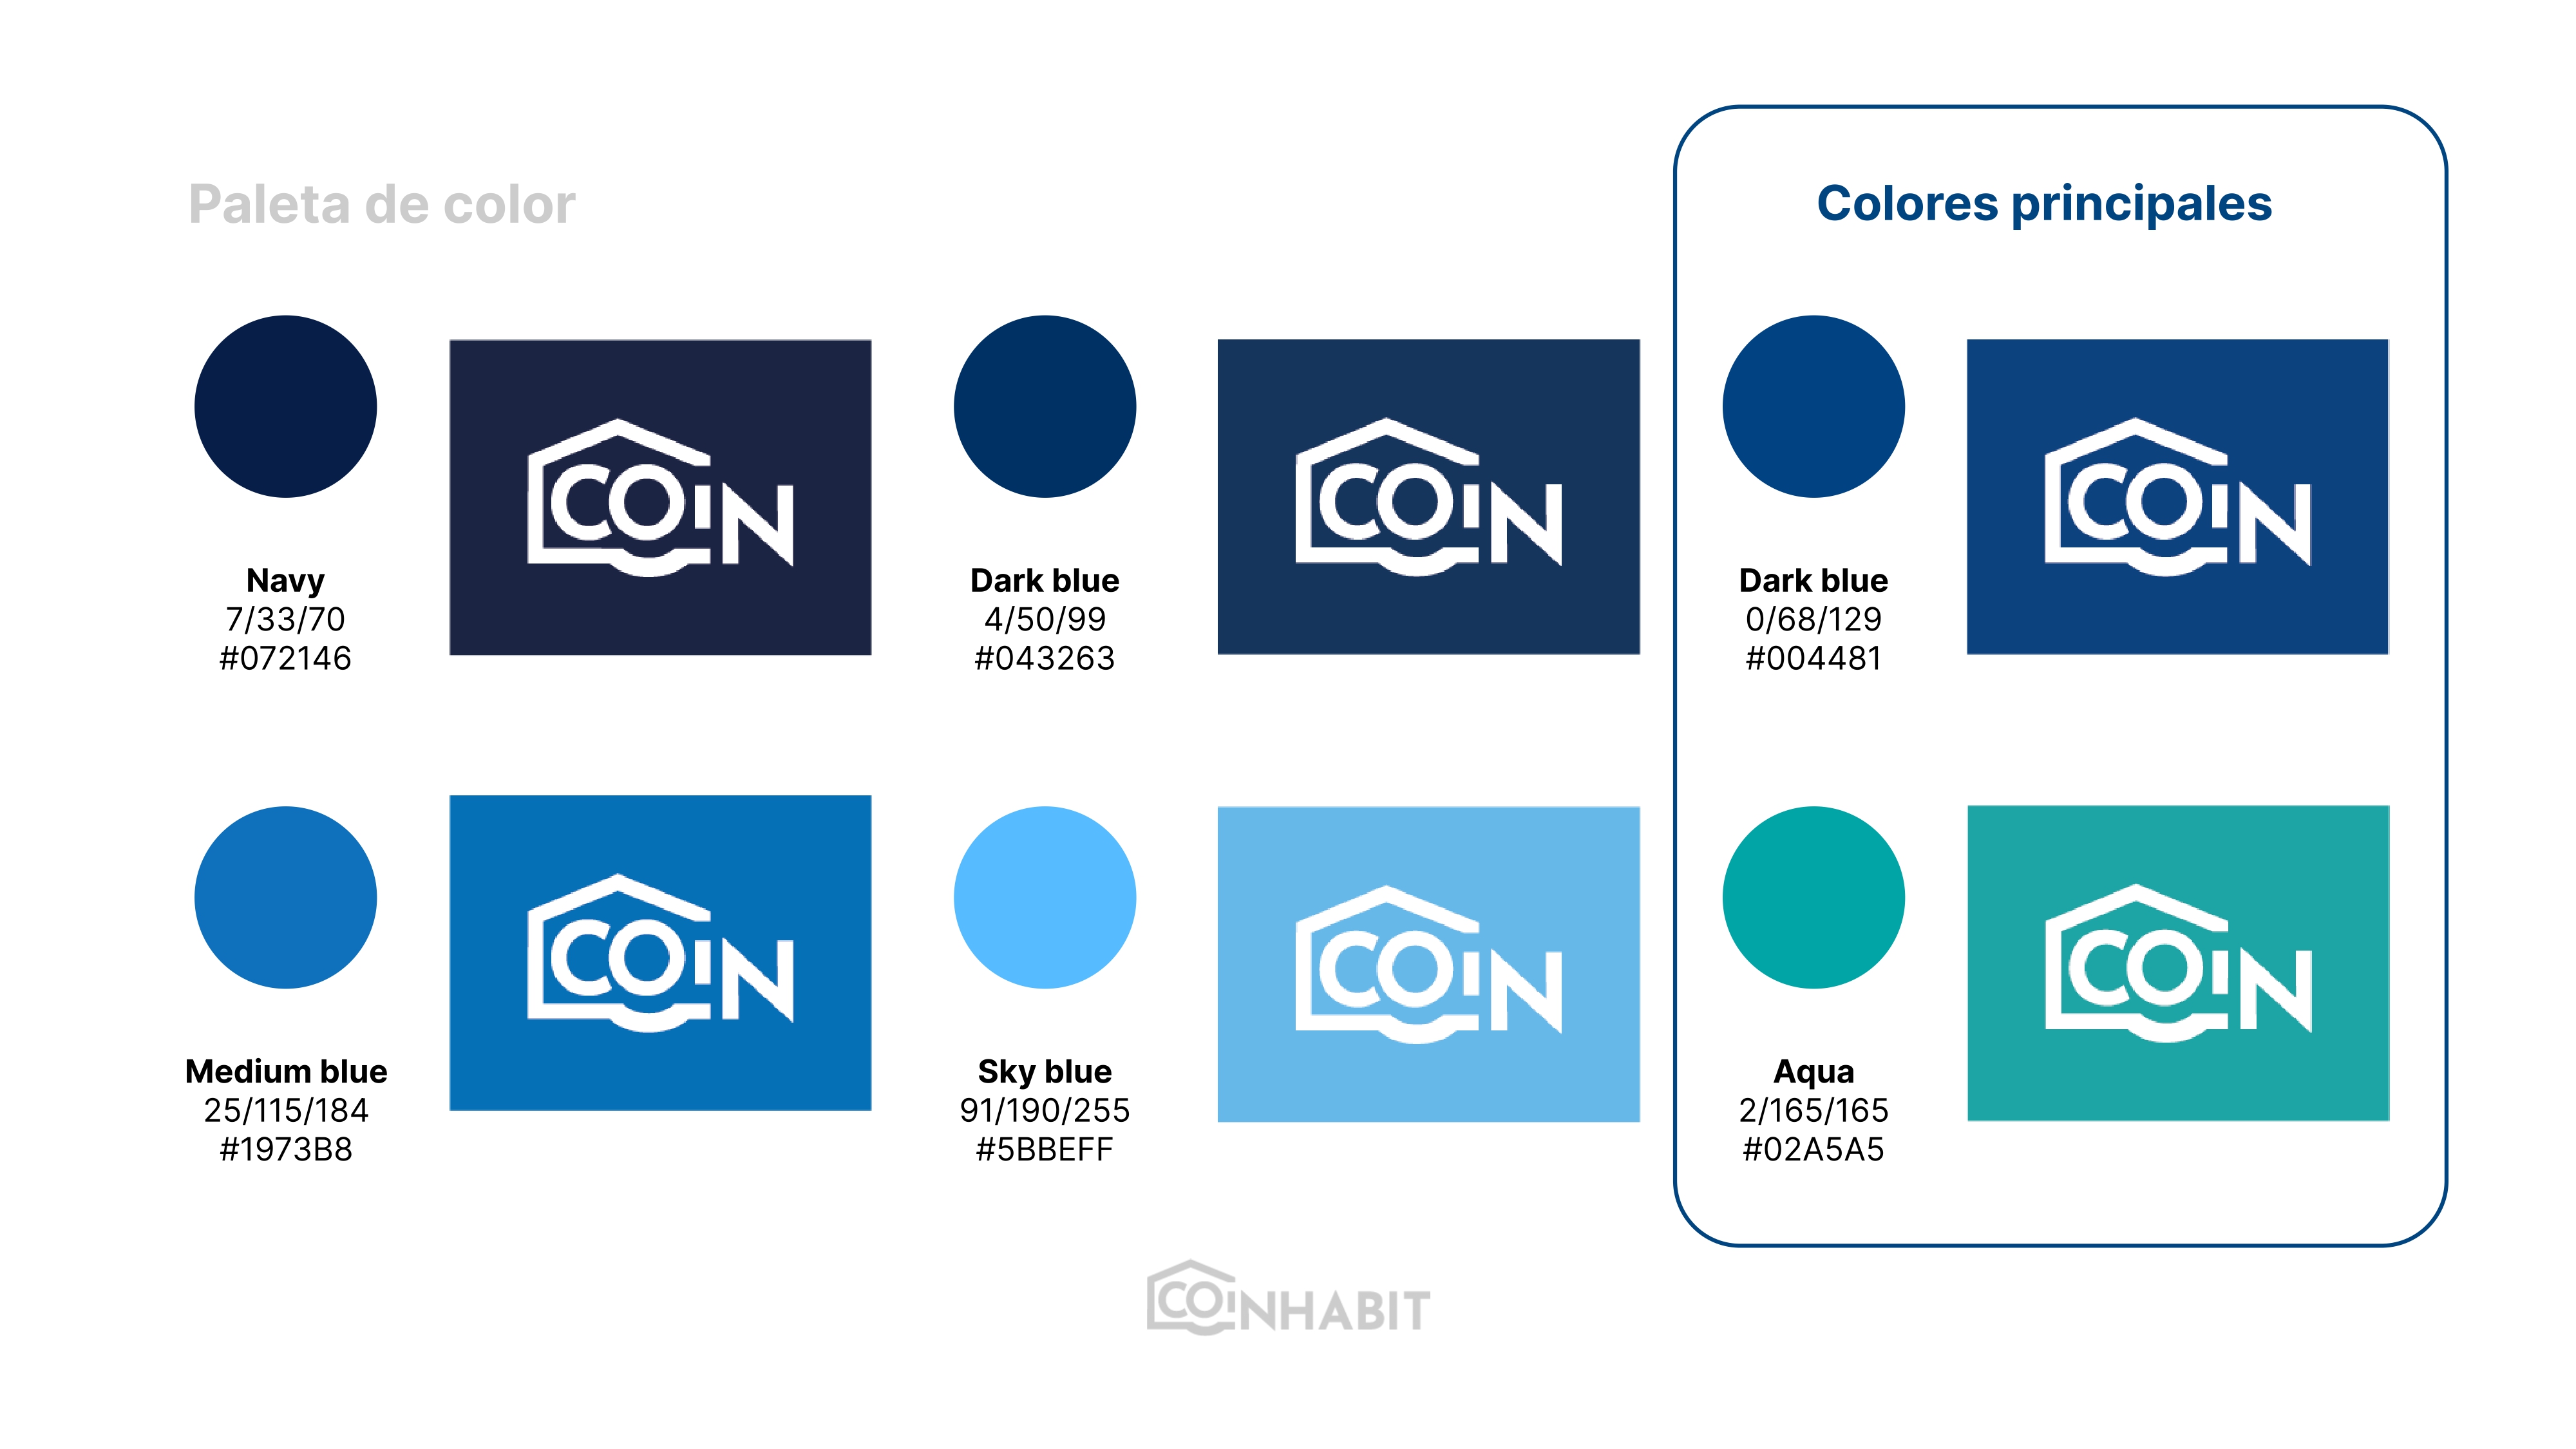 Paleta de color
Colores principales
COiN
Navy
7/33/70
#072146
COiN
Dark blue
4/50/99
#043263
COiN
Dark blue
0/68/129
#004481
COiN
Medium blue
25/115/184
#1973B8
COiN
Sky blue
91/190/255
#5BBEFF
COiN
Aqua
2/165/165
#02A5A5
COiNHABIT